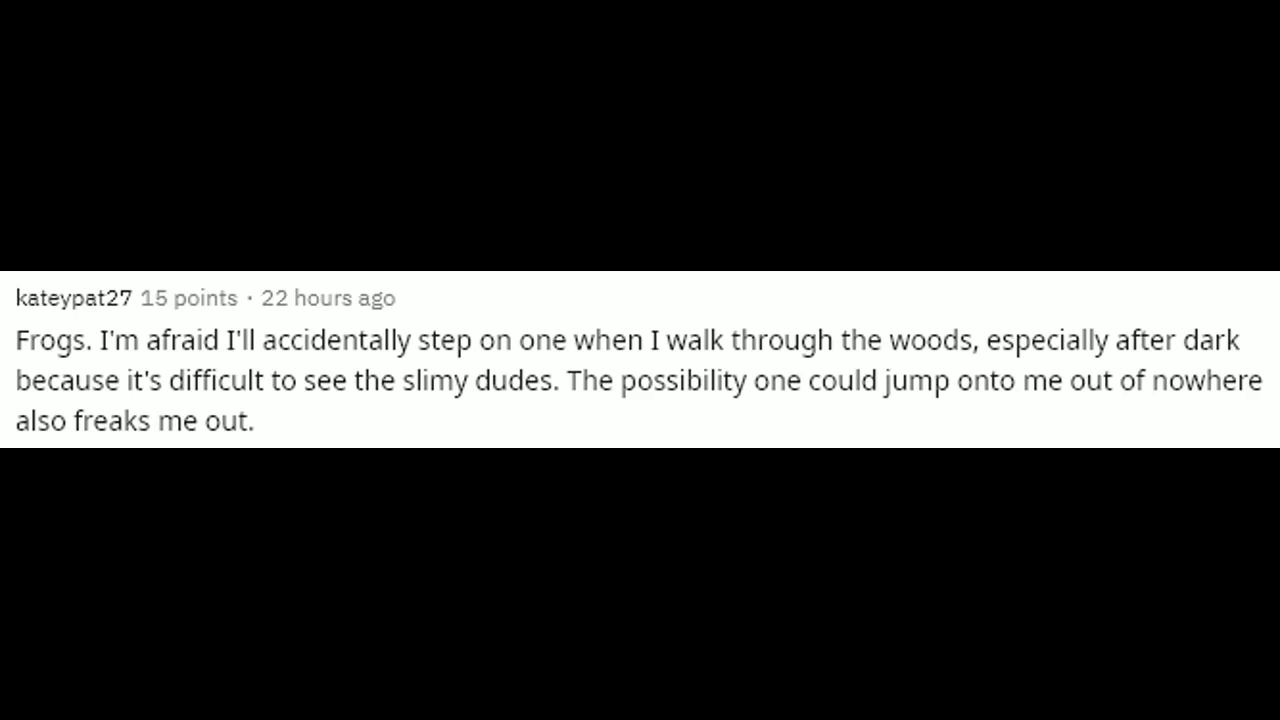 kateypat27 15 points · 22 hours ago
Frogs. I'm afraid I'll accidentally step on one when I walk through the woods, especially after dark
because it's difficult to see the slimy dudes. The possibility one could jump onto me out of nowhere
also freaks me out.